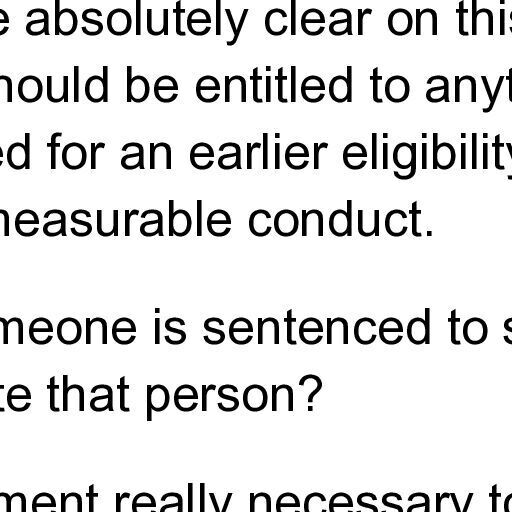 e absolutely clear on this
hould be entitled to anyt
ed for an earlier eligibility
neasurable conduct.
meone is sentenced to s
te that person?
ment really necessary to